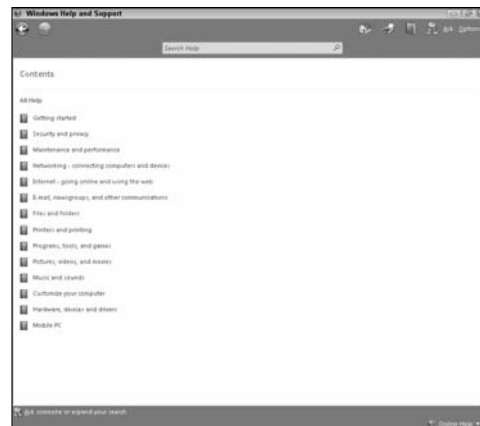 Windows Help and Support
Ask Options
Search Help
Contents
All Help
Getting started
Security and privacy
Maintenance and performance
Networking - connecting computers and devices
Internet - going online and using the web
E-mail, newsgroups, and other communications
Files and folders
Printers and printing
Programs, tools, and games
Pictures, videos, and movies
Music and sounds
Customize your computer
Hardware, devices and drivers
Mobile PC
Ask someone or expand your search
Online Help